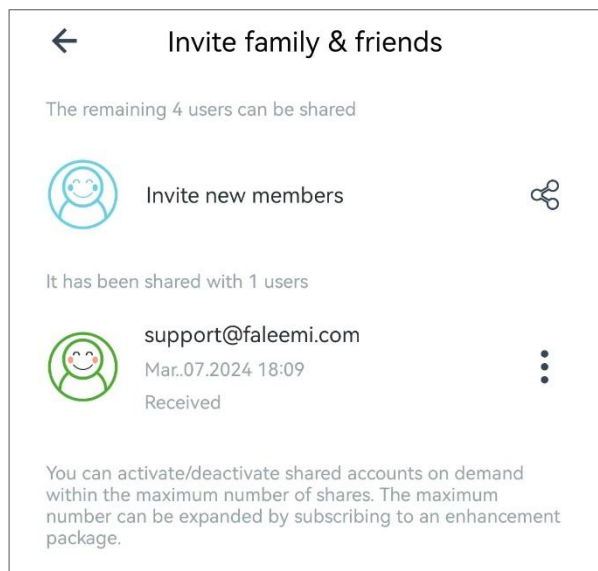 Invite family & friends
The remaining 4 users can be shared
Invite new members
It has been shared with 1 users
support@faleemi.com
Mar..07.2024 18:09
Received
You can activate/deactivate shared accounts on demand
within the maximum number of shares. The maximum
number can be expanded by subscribing to an enhancement
package.